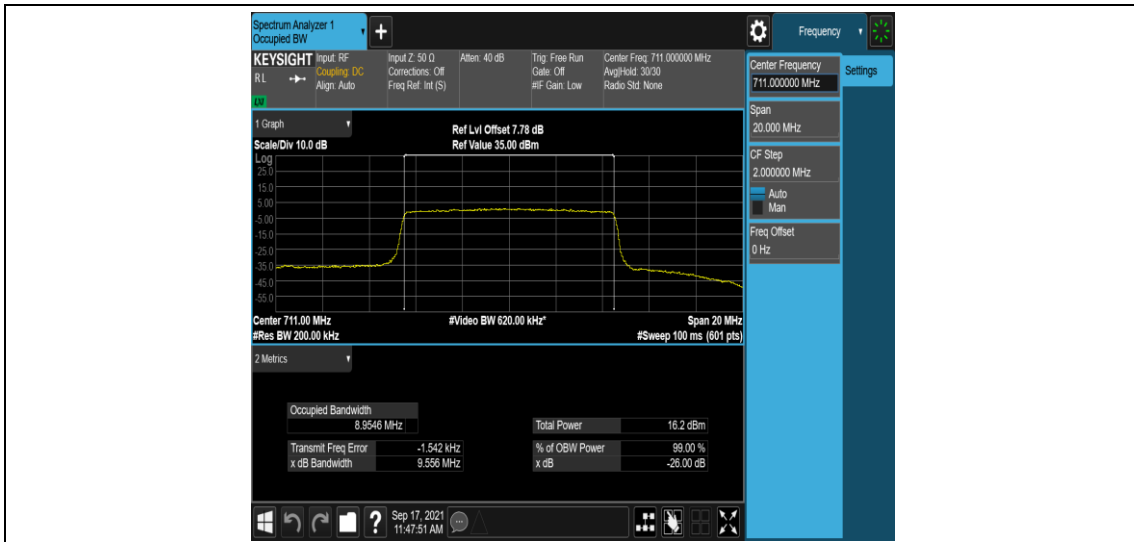 Spectrum Analyzer 1
Occupied BW
+
Frequency
KEYSIGHT
RL
LXI
Input: RF
Coupling: DC
Align: Auto
Input Z: 50 Ω
Corrections: Off
Freq Ref: Int (S)
Atten: 40 dB
Trig: Free Run
Gate: Off
#IF Gain: Low
Center Freq: 711.000000 MHz
Avg|Hold: 30/30
Radio Std: None
1 Graph
Scale/Div 10.0 dB
Ref Lvl Offset 7.78 dB
Ref Value 35.00 dBm
Log
25.0
15.0
5.00
-5.00
-15.0
-25.0
-35.0
-45.0
-55.0
Center 711.00 MHz
#Res BW 200.00 kHz
#Video BW 620.00 kHz*
Span 20 MHz
#Sweep 100 ms (601 pts)
2 Metrics
Occupied Bandwidth
8.9546 MHz
Transmit Freq Error -1.542 kHz
x dB Bandwidth 9.556 MHz
Total Power 16.2 dBm
% of OBW Power 99.00 %
x dB -26.00 dB
Center Frequency
711.000000 MHz
Settings
Span
20.000 MHz
CF Step
2.000000 MHz
Auto
Man
Freq Offset
0 Hz
?
Sep 17, 2021
11:47:51 AM